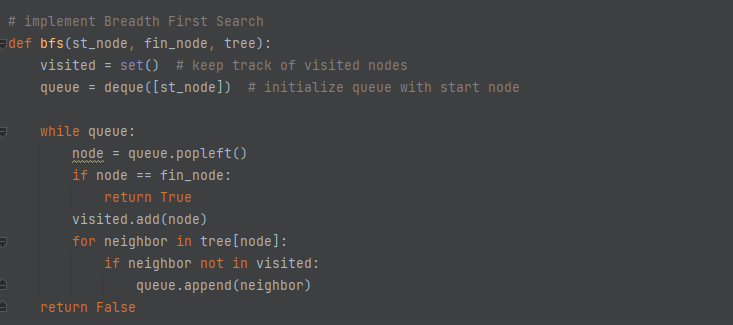 # implement Breadth First Search
def bfs(st_node, fin_node, tree):
    visited = set()  # keep track of visited nodes
    queue = deque([st_node])  # initialize queue with start node

    while queue:
        node = queue.popleft()
        if node == fin_node:
            return True
        visited.add(node)
        for neighbor in tree[node]:
            if neighbor not in visited:
                queue.append(neighbor)
    return False